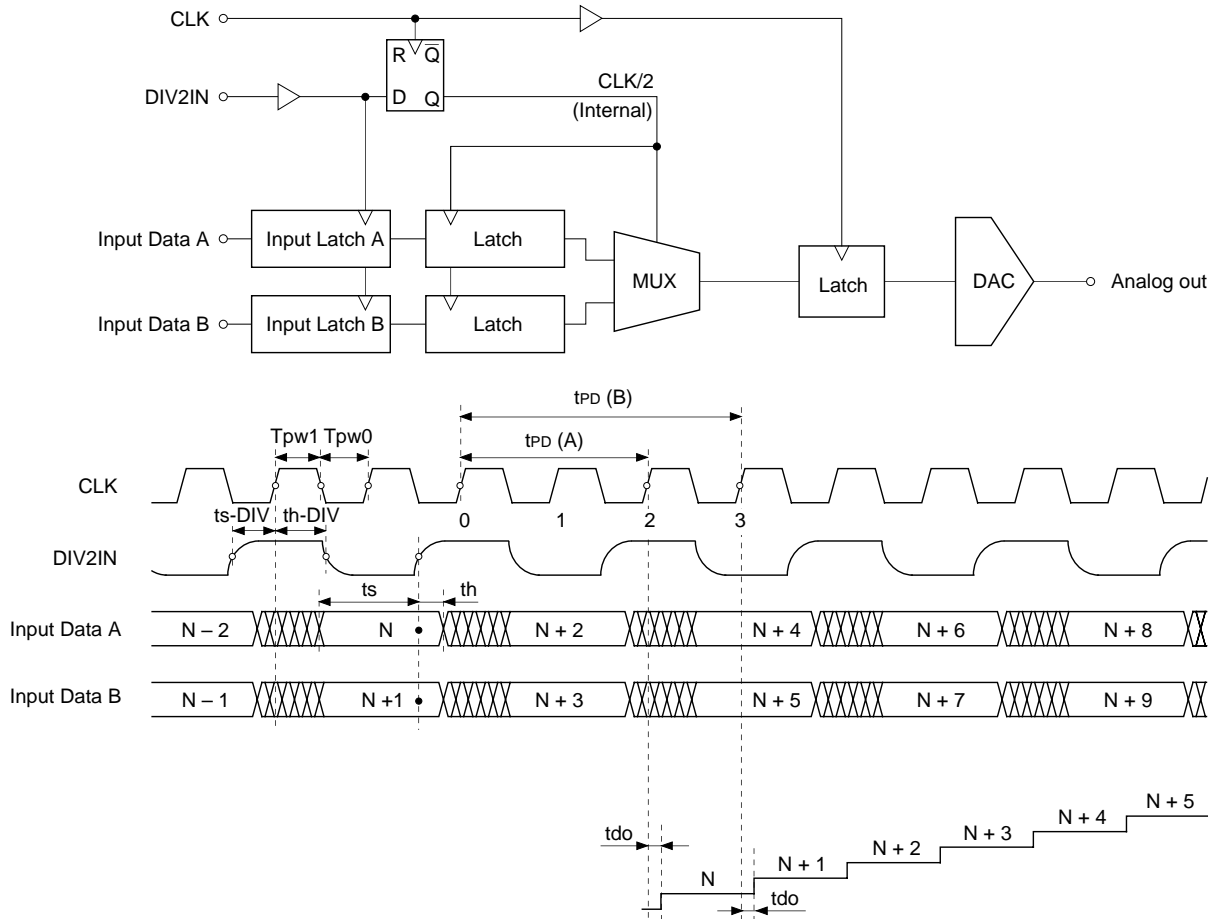 CLK
R Q̅
DIV2IN
D Q
CLK/2
(Internal)
Input Data A
Input Latch A
Latch
MUX
Latch
DAC
Analog out
Input Data B
Input Latch B
Latch
tPD (B)
Tpw1 Tpw0
tPD (A)
CLK
ts-DIV th-DIV
0 1 2 3
DIV2IN
ts th
Input Data A
N – 2 N N + 2 N + 4 N + 6 N + 8
Input Data B
N – 1 N +1 N + 3 N + 5 N + 7 N + 9
N + 5
N + 4
N + 3
tdo
N + 2
N + 1
N
tdo